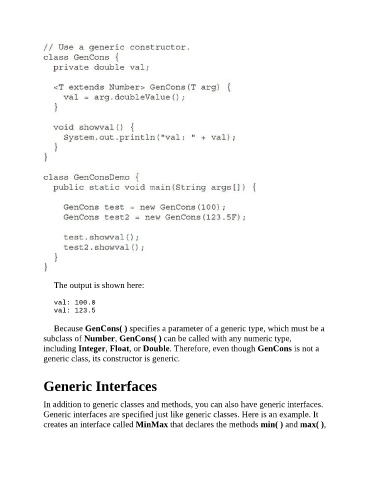 // Use a generic constructor.
class GenCons {
  private double val;

  <T extends Number> GenCons(T arg) {
    val = arg.doubleValue();
  }

  void showval() {
    System.out.println("val: " + val);
  }
}

class GenConsDemo {
  public static void main(String args[]) {

    GenCons test = new GenCons(100);
    GenCons test2 = new GenCons(123.5F);

    test.showval();
    test2.showval();
  }
}
The output is shown here:
val: 100.0
val: 123.5
Because GenCons( ) specifies a parameter of a generic type, which must be a
subclass of Number, GenCons( ) can be called with any numeric type,
including Integer, Float, or Double. Therefore, even though GenCons is not a
generic class, its constructor is generic.
Generic Interfaces
In addition to generic classes and methods, you can also have generic interfaces.
Generic interfaces are specified just like generic classes. Here is an example. It
creates an interface called MinMax that declares the methods min( ) and max( ),